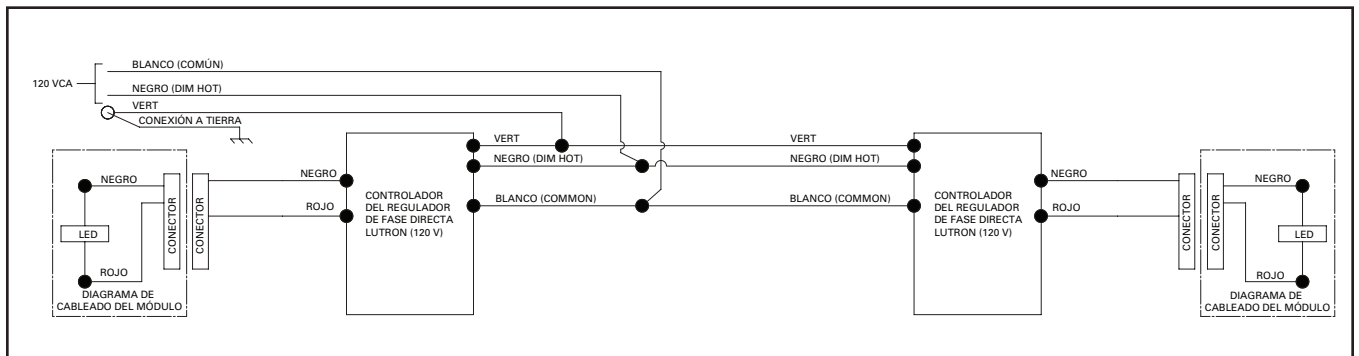 BLANCO (COMÚN)
120 VCA
NEGRO (DIM HOT)
VERT
CONEXIÓN A TIERRA
VERT
VERT
NEGRO (DIM HOT)
NEGRO (DIM HOT)
BLANCO (COMMON)
BLANCO (COMMON)
NEGRO
LED
ROJO
CONECTOR
DIAGRAMA DE
CABLEADO DEL MÓDULO
CONECTOR
NEGRO
ROJO
CONTROLADOR
DEL REGULADOR
DE FASE DIRECTA
LUTRON (120 V)
CONTROLADOR
DEL REGULADOR
DE FASE DIRECTA
LUTRON (120 V)
NEGRO
ROJO
CONECTOR
CONECTOR
NEGRO
LED
ROJO
DIAGRAMA DE
CABLEADO DEL MÓDULO